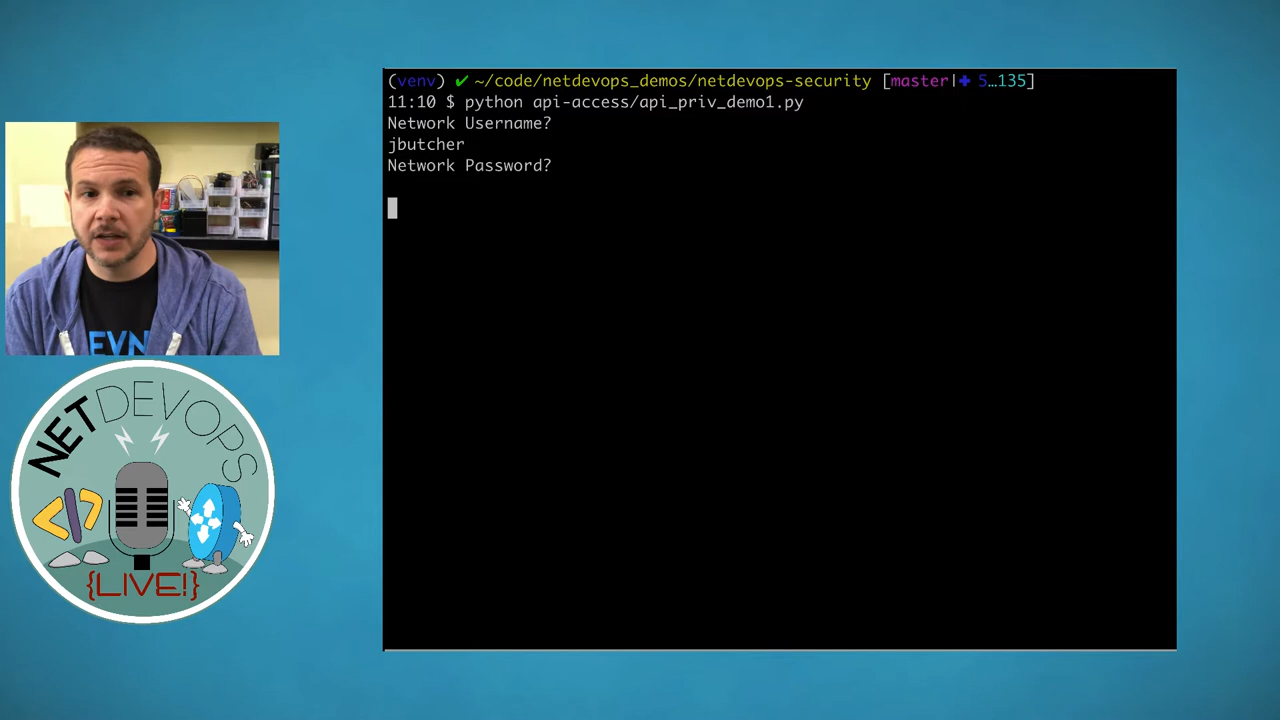 (venv) ✔ ~/code/netdevops_demos/netdevops-security [master|✚ 5…135]
11:10 $ python api-access/api_priv_demo1.py
Network Username?
jbutcher
Network Password?
EVN
NETDEVOPS
</>
{LIVE!}